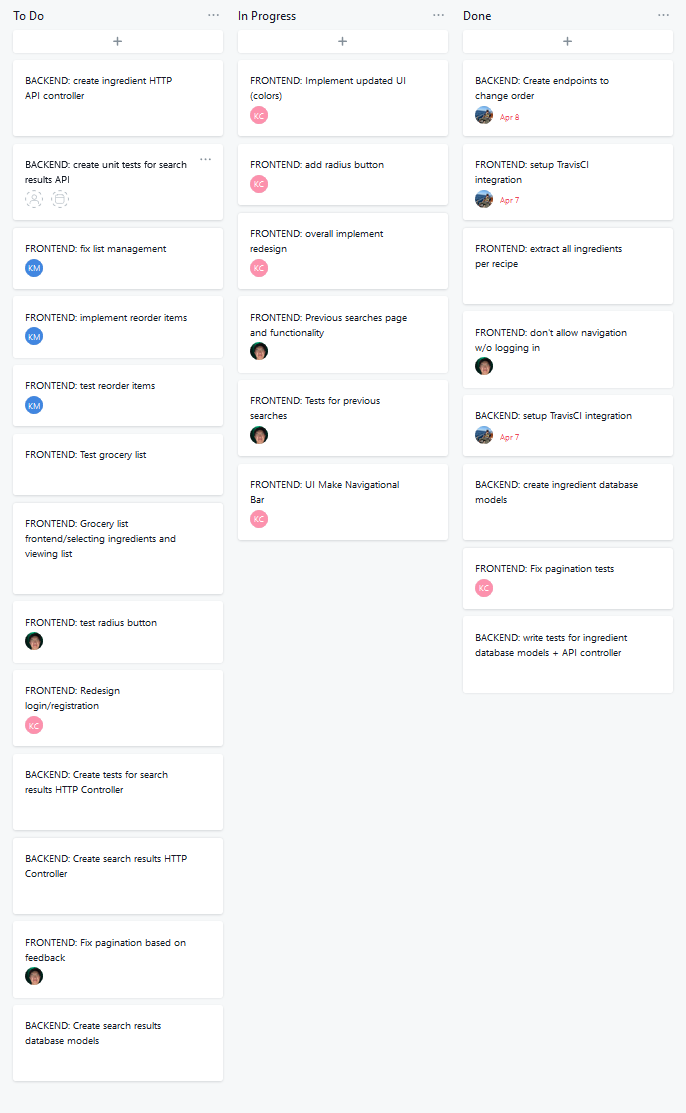 To Do
BACKEND: create ingredient HTTP
API controller
BACKEND: create unit tests for search
results API
FRONTEND: fix list management
KM
FRONTEND: implement reorder items
KM
FRONTEND: test reorder items
KM
FRONTEND: Test grocery list
FRONTEND: Grocery list
frontend/selecting ingredients and
viewing list
FRONTEND: test radius button
FRONTEND: Redesign
login/registration
KC
BACKEND: Create tests for search
results HTTP Controller
BACKEND: Create search results HTTP
Controller
FRONTEND: Fix pagination based on
feedback
BACKEND: Create search results
database models
In Progress
FRONTEND: Implement updated UI
(colors)
KC
FRONTEND: add radius button
KC
FRONTEND: overall implement
redesign
KC
FRONTEND: Previous searches page
and functionality
FRONTEND: Tests for previous
searches
FRONTEND: UI Make Navigational
Bar
KC
Done
BACKEND: Create endpoints to
change order
Apr 8
FRONTEND: setup TravisCI
integration
Apr 7
FRONTEND: extract all ingredients
per recipe
FRONTEND: don't allow navigation
w/o logging in
BACKEND: setup TravisCI integration
Apr 7
BACKEND: create ingredient database
models
FRONTEND: Fix pagination tests
KC
BACKEND: write tests for ingredient
database models + API controller